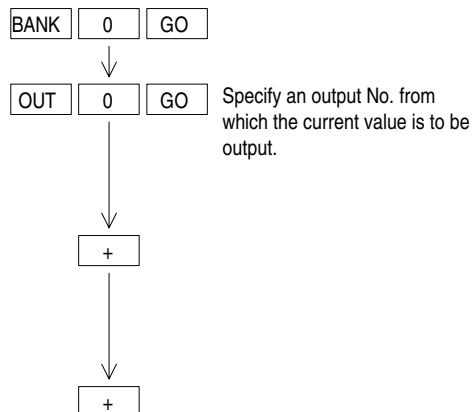 BANK 0 GO
OUT 0 GO Specify an output No. from
which the current value is to be
output.
+
+